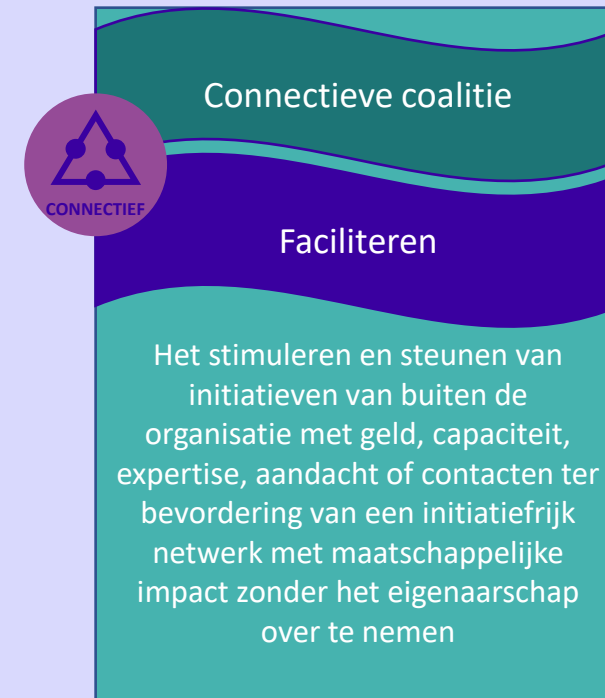 Connectieve coalitie
CONNECTIEF
Faciliteren
Het stimuleren en steunen van
initiatieven van buiten de
organisatie met geld, capaciteit,
expertise, aandacht of contacten ter
bevordering van een initiatiefrijk
netwerk met maatschappelijke
impact zonder het eigenaarschap
over te nemen